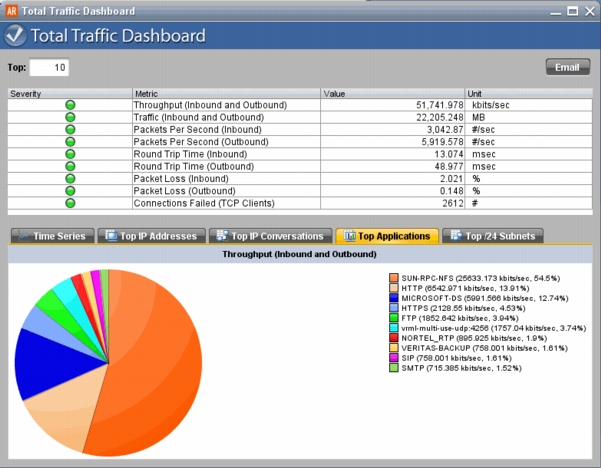 AR Total Traffic Dashboard
Total Traffic Dashboard
Top: 10 Email
Severity Metric Value Unit
Throughput (Inbound and Outbound) 51,741.978 kbits/sec
Traffic (Inbound and Outbound) 22,205.248 MB
Packets Per Second (Inbound) 3,042.87 #/sec
Packets Per Second (Outbound) 5,919.578 #/sec
Round Trip Time (Inbound) 13.074 msec
Round Trip Time (Outbound) 48.977 msec
Packet Loss (Inbound) 2.021 %
Packet Loss (Outbound) 0.148 %
Connections Failed (TCP Clients) 2612 #
Time Series Top IP Addresses Top IP Conversations Top Applications Top /24 Subnets
Throughput (Inbound and Outbound)
SUN-RPC-NFS (25633.173 kbits/sec, 54.5%)
HTTP (6542.971 kbits/sec, 13.91%)
MICROSOFT-DS (5991.566 kbits/sec, 12.74%)
HTTPS (2128.55 kbits/sec, 4.53%)
FTP (1852.642 kbits/sec, 3.94%)
vrml-multi-use-udp:4256 (1757.04 kbits/sec, 3.74%)
NORTEL_RTP (895.925 kbits/sec, 1.9%)
VERITAS-BACKUP (758.001 kbits/sec, 1.61%)
SIP (758.001 kbits/sec, 1.61%)
SMTP (715.385 kbits/sec, 1.52%)